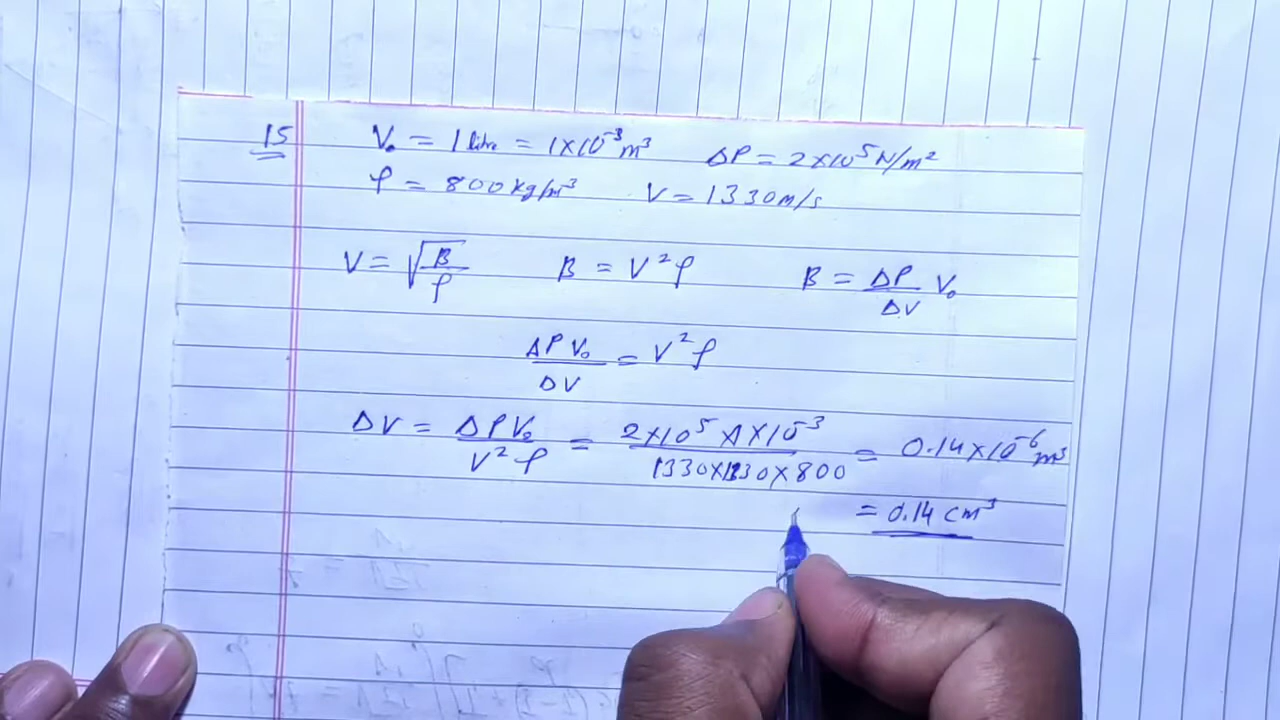 15 V₀ = 1 litre = 1×10⁻³ m³ ΔP = 2×10⁵ N/m²
ρ = 800 kg/m³ V = 1330 m/s
V = √(B/ρ) B = V²ρ B = ΔP/ΔV V₀
ΔP V₀/ΔV = V²ρ
ΔV = ΔP V₀/V²ρ = 2×10⁵ × 1×10⁻³/1330×1330×800 = 0.14×10⁻⁶ m³
= 0.14 cm³